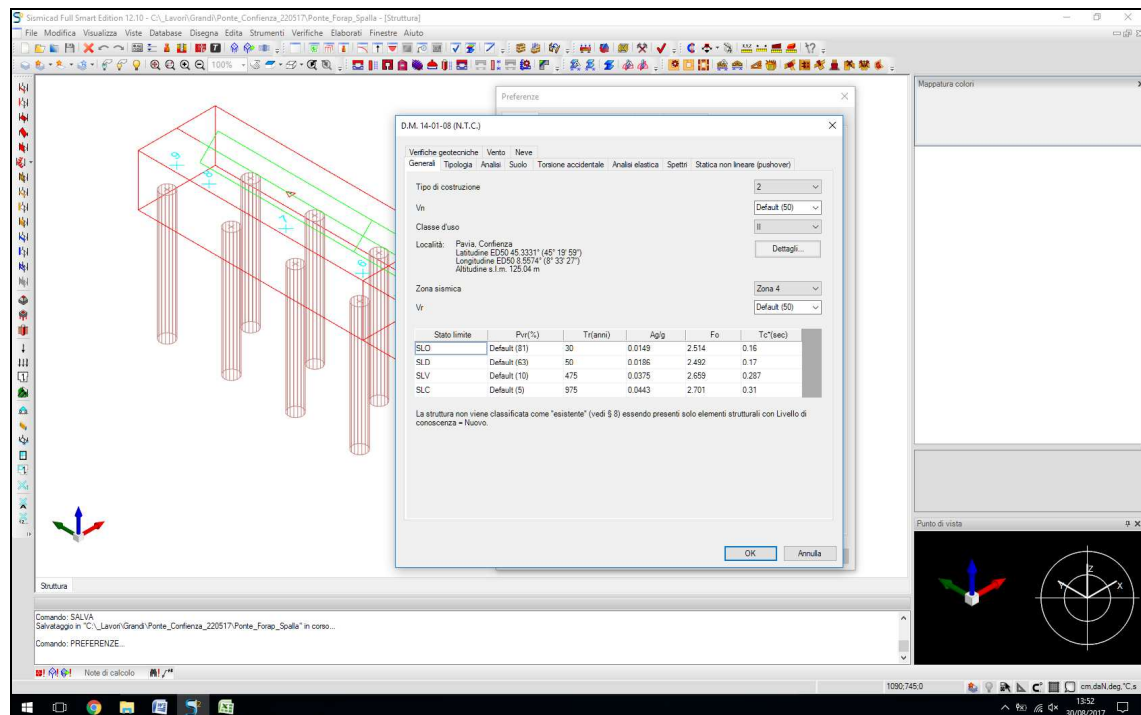 Sismicad Full Smart Edition 12.10 - C:\_Lavori\Grandi\Ponte_Confienza_220517\Ponte_Forap_Spalla - [Struttura]
File Modifica Visualizza Viste Database Disegna Edita Strumenti Verifiche Elaborati Finestre Aiuto
100%
Mappatura colori
Preferenze
D.M. 14-01-08 (N.T.C.)
Verifiche geotecniche Vento Neve
Generali Tipologia Analisi Suolo Torsione accidentale Analisi elastica Spettri Statica non lineare (pushover)
Tipo di costruzione 2
Vn Default (50)
Classe d'uso II
Località: Pavia, Confienza
Latitudine ED50 45.3331° (45° 19' 59")
Longitudine ED50 8.5574° (8° 33' 27")
Altitudine s.l.m. 125.04 m
Dettagli...
Zona sismica Zona 4
Vr Default (50)
Stato limite Pvr(%) Tr(anni) Ag/g Fo Tc*(sec)
SLO Default (81) 30 0.0149 2.514 0.16
SLD Default (63) 50 0.0186 2.492 0.17
SLV Default (10) 475 0.0375 2.659 0.287
SLC Default (5) 975 0.0443 2.701 0.31
La struttura non viene classificata come "esistente" (vedi § 8) essendo presenti solo elementi strutturali con Livello di
conoscenza = Nuovo.
OK Annulla
Punto di vista
Z
Y X
Struttura
Comando: SALVA
Salvataggio in "C:\_Lavori\Grandi\Ponte_Confienza_220517\Ponte_Forap_Spalla" in corso...
Comando: PREFERENZE...
Note di calcolo
1090;745;0
cm,daN,deg,°C,s
13:52
30/08/2017